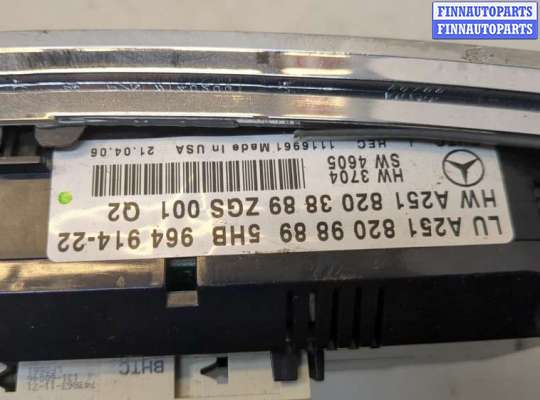 FINNAUTOPARTS
FINNAUTOPARTS
LU A251 820 98 89 5HB 964 914-22
HW A251 820 38 89 ZGS 001 Q2
HW 3704
SW 4605
HEC 1116961 Made In USA 21.04.06
BHTC